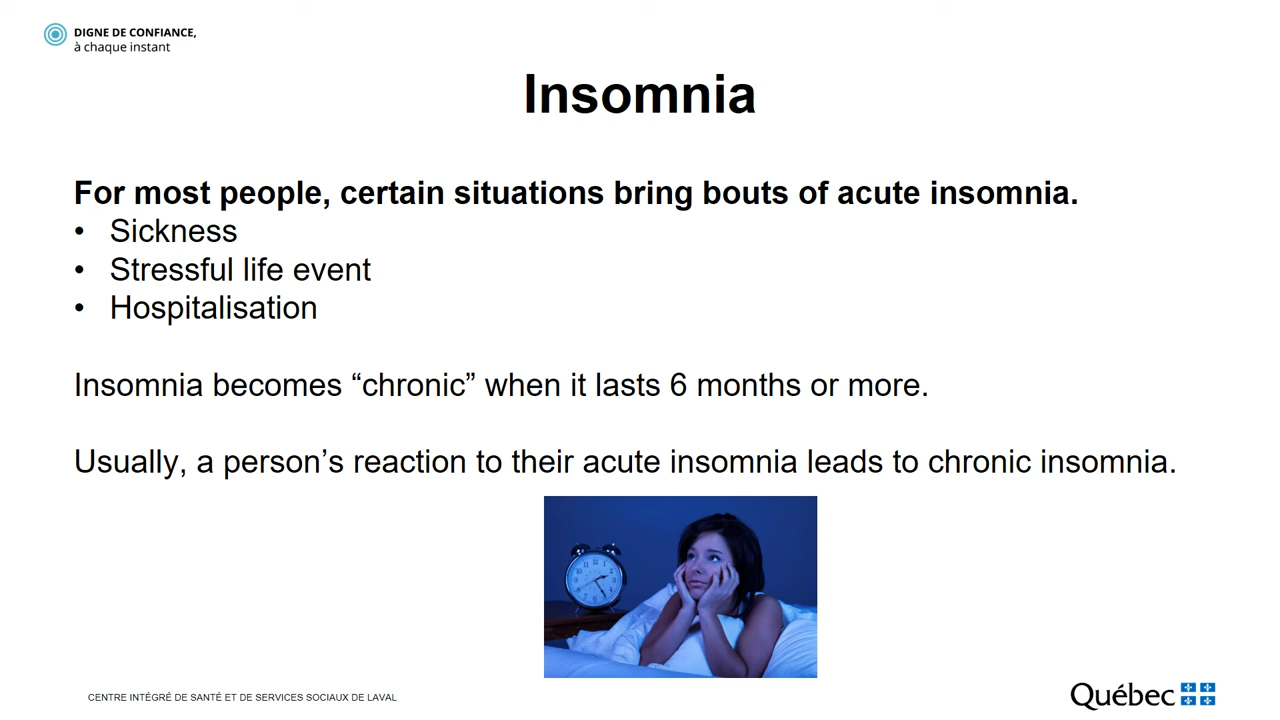 DIGNE DE CONFIANCE,
à chaque instant
Insomnia
For most people, certain situations bring bouts of acute insomnia.
• Sickness
• Stressful life event
• Hospitalisation
Insomnia becomes “chronic” when it lasts 6 months or more.
Usually, a person’s reaction to their acute insomnia leads to chronic insomnia.
CENTRE INTÉGRÉ DE SANTÉ ET DE SERVICES SOCIAUX DE LAVAL
Québec